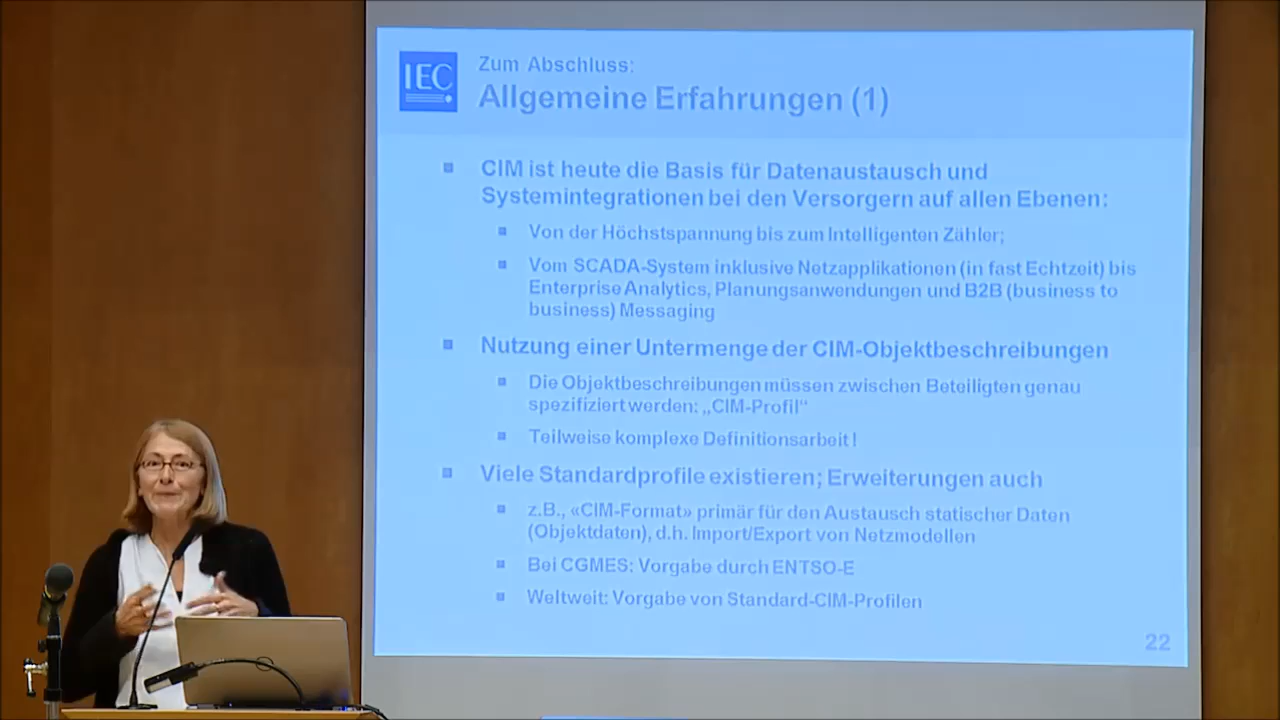 IEC
Zum Abschluss:
Allgemeine Erfahrungen (1)
CIM ist heute die Basis für Datenaustausch und
Systemintegrationen bei den Versorgern auf allen Ebenen:
Von der Höchstspannung bis zum Intelligenten Zähler;
Vom SCADA-System inklusive Netzapplikationen (in fast Echtzeit) bis
Enterprise Analytics, Planungsanwendungen und B2B (business to
business) Messaging
Nutzung einer Untermenge der CIM-Objektbeschreibungen
Die Objektbeschreibungen müssen zwischen Beteiligten genau
spezifiziert werden: „CIM-Profil“
Teilweise komplexe Definitionsarbeit!
Viele Standardprofile existieren; Erweiterungen auch
z.B., «CIM-Format» primär für den Austausch statischer Daten
(Objektdaten), d.h. Import/Export von Netzmodellen
Bei CGMES: Vorgabe durch ENTSO-E
Weltweit: Vorgabe von Standard-CIM-Profilen
22